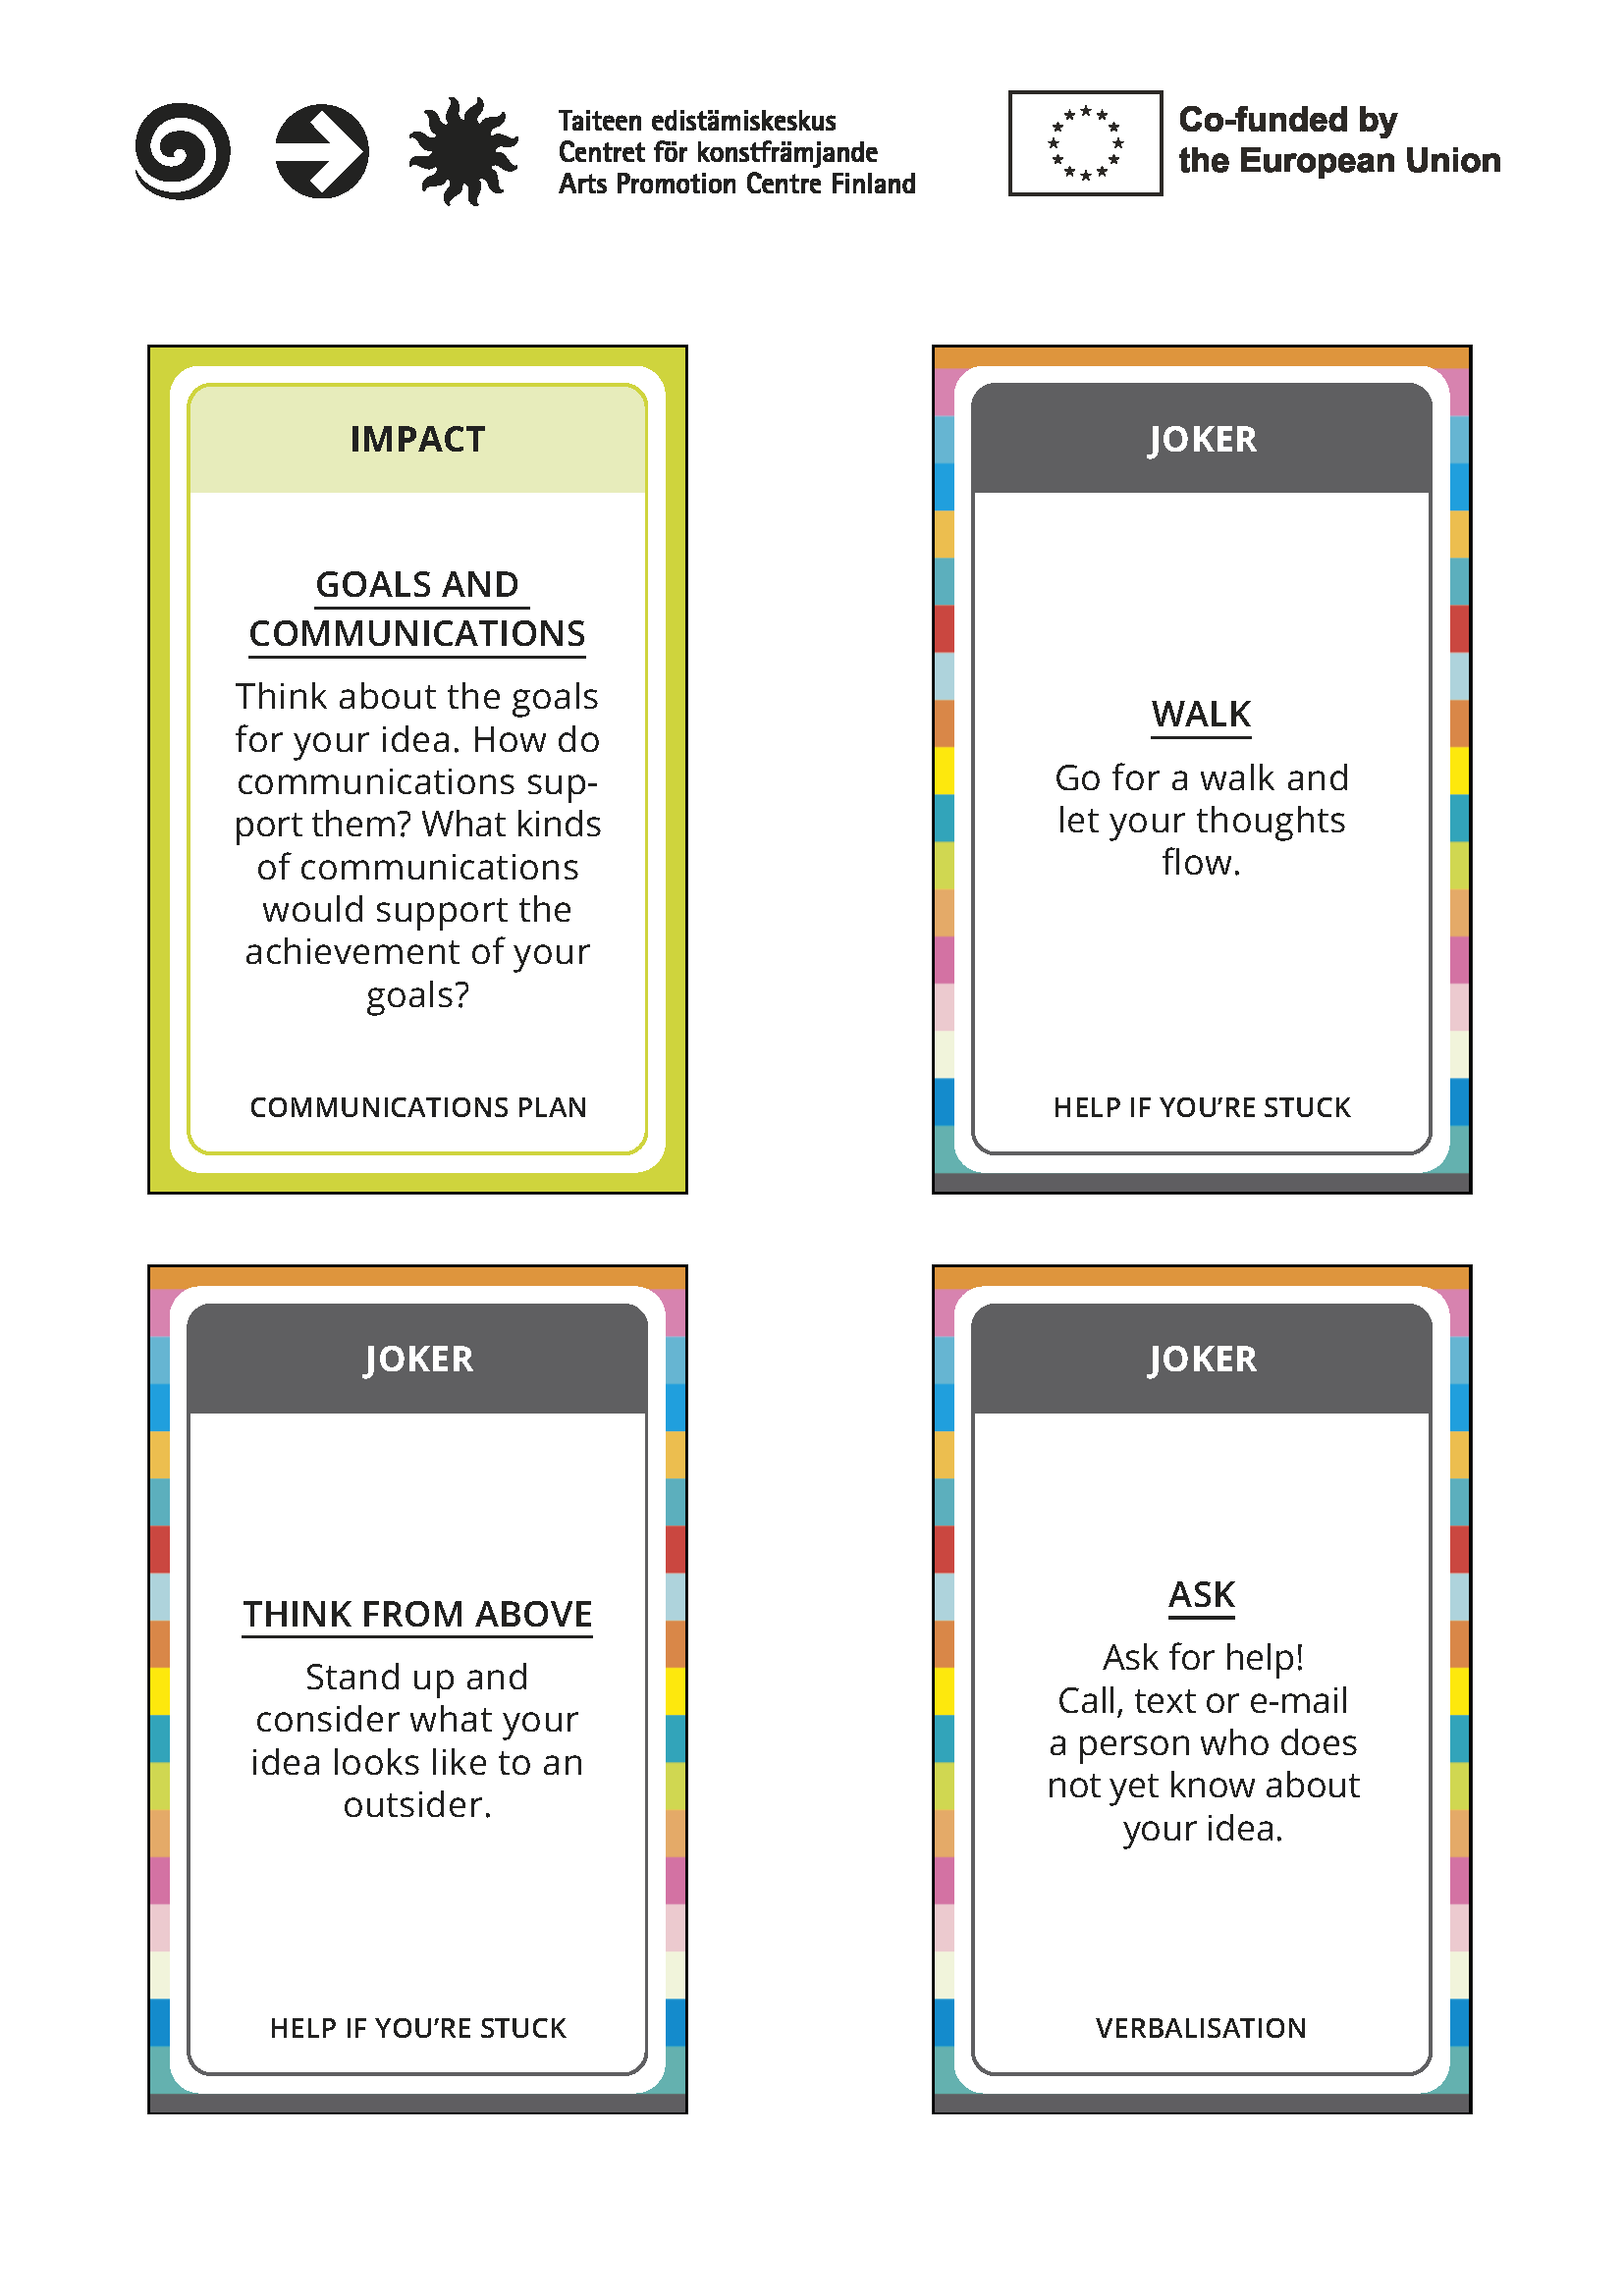 Taiteen edistämiskeskus
Centret för konstfrämjande
Arts Promotion Centre Finland
Co-funded by
the European Union
IMPACT
GOALS AND
COMMUNICATIONS
Think about the goals
for your idea. How do
communications sup-
port them? What kinds
of communications
would support the
achievement of your
goals?
COMMUNICATIONS PLAN
JOKER
WALK
Go for a walk and
let your thoughts
flow.
HELP IF YOU’RE STUCK
JOKER
THINK FROM ABOVE
Stand up and
consider what your
idea looks like to an
outsider.
HELP IF YOU’RE STUCK
JOKER
ASK
Ask for help!
Call, text or e-mail
a person who does
not yet know about
your idea.
VERBALISATION